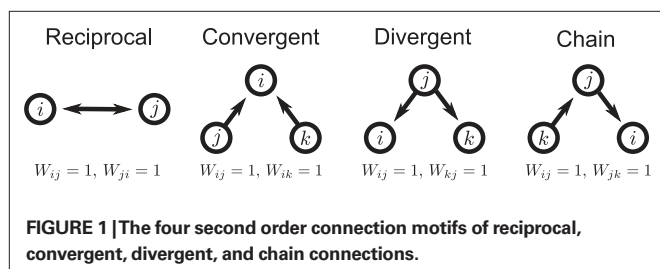 Reciprocal Convergent Divergent Chain
i j
i j k
j i k
j k i
W_{ij} = 1, W_{ji} = 1 W_{ij} = 1, W_{ik} = 1 W_{ij} = 1, W_{kj} = 1 W_{ij} = 1, W_{jk} = 1
FIGURE 1 | The four second order connection motifs of reciprocal,
convergent, divergent, and chain connections.